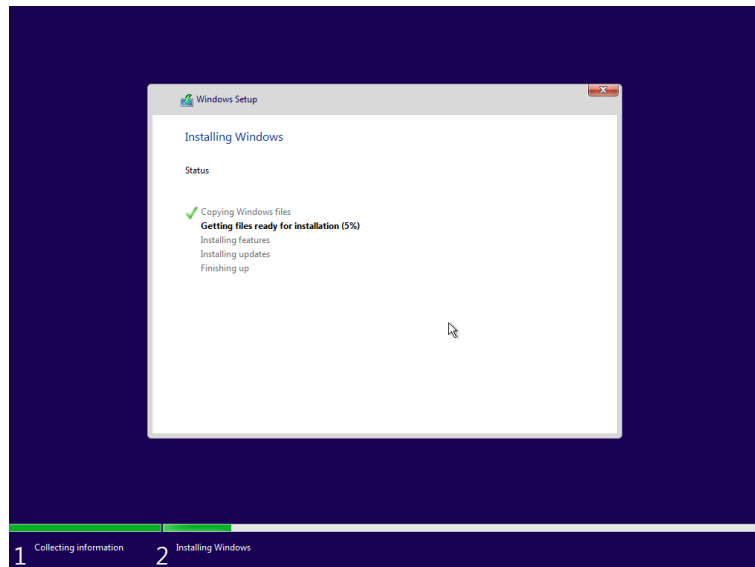 Windows Setup
Installing Windows
Status
Copying Windows files
Getting files ready for installation (5%)
Installing features
Installing updates
Finishing up
1 Collecting information
2 Installing Windows